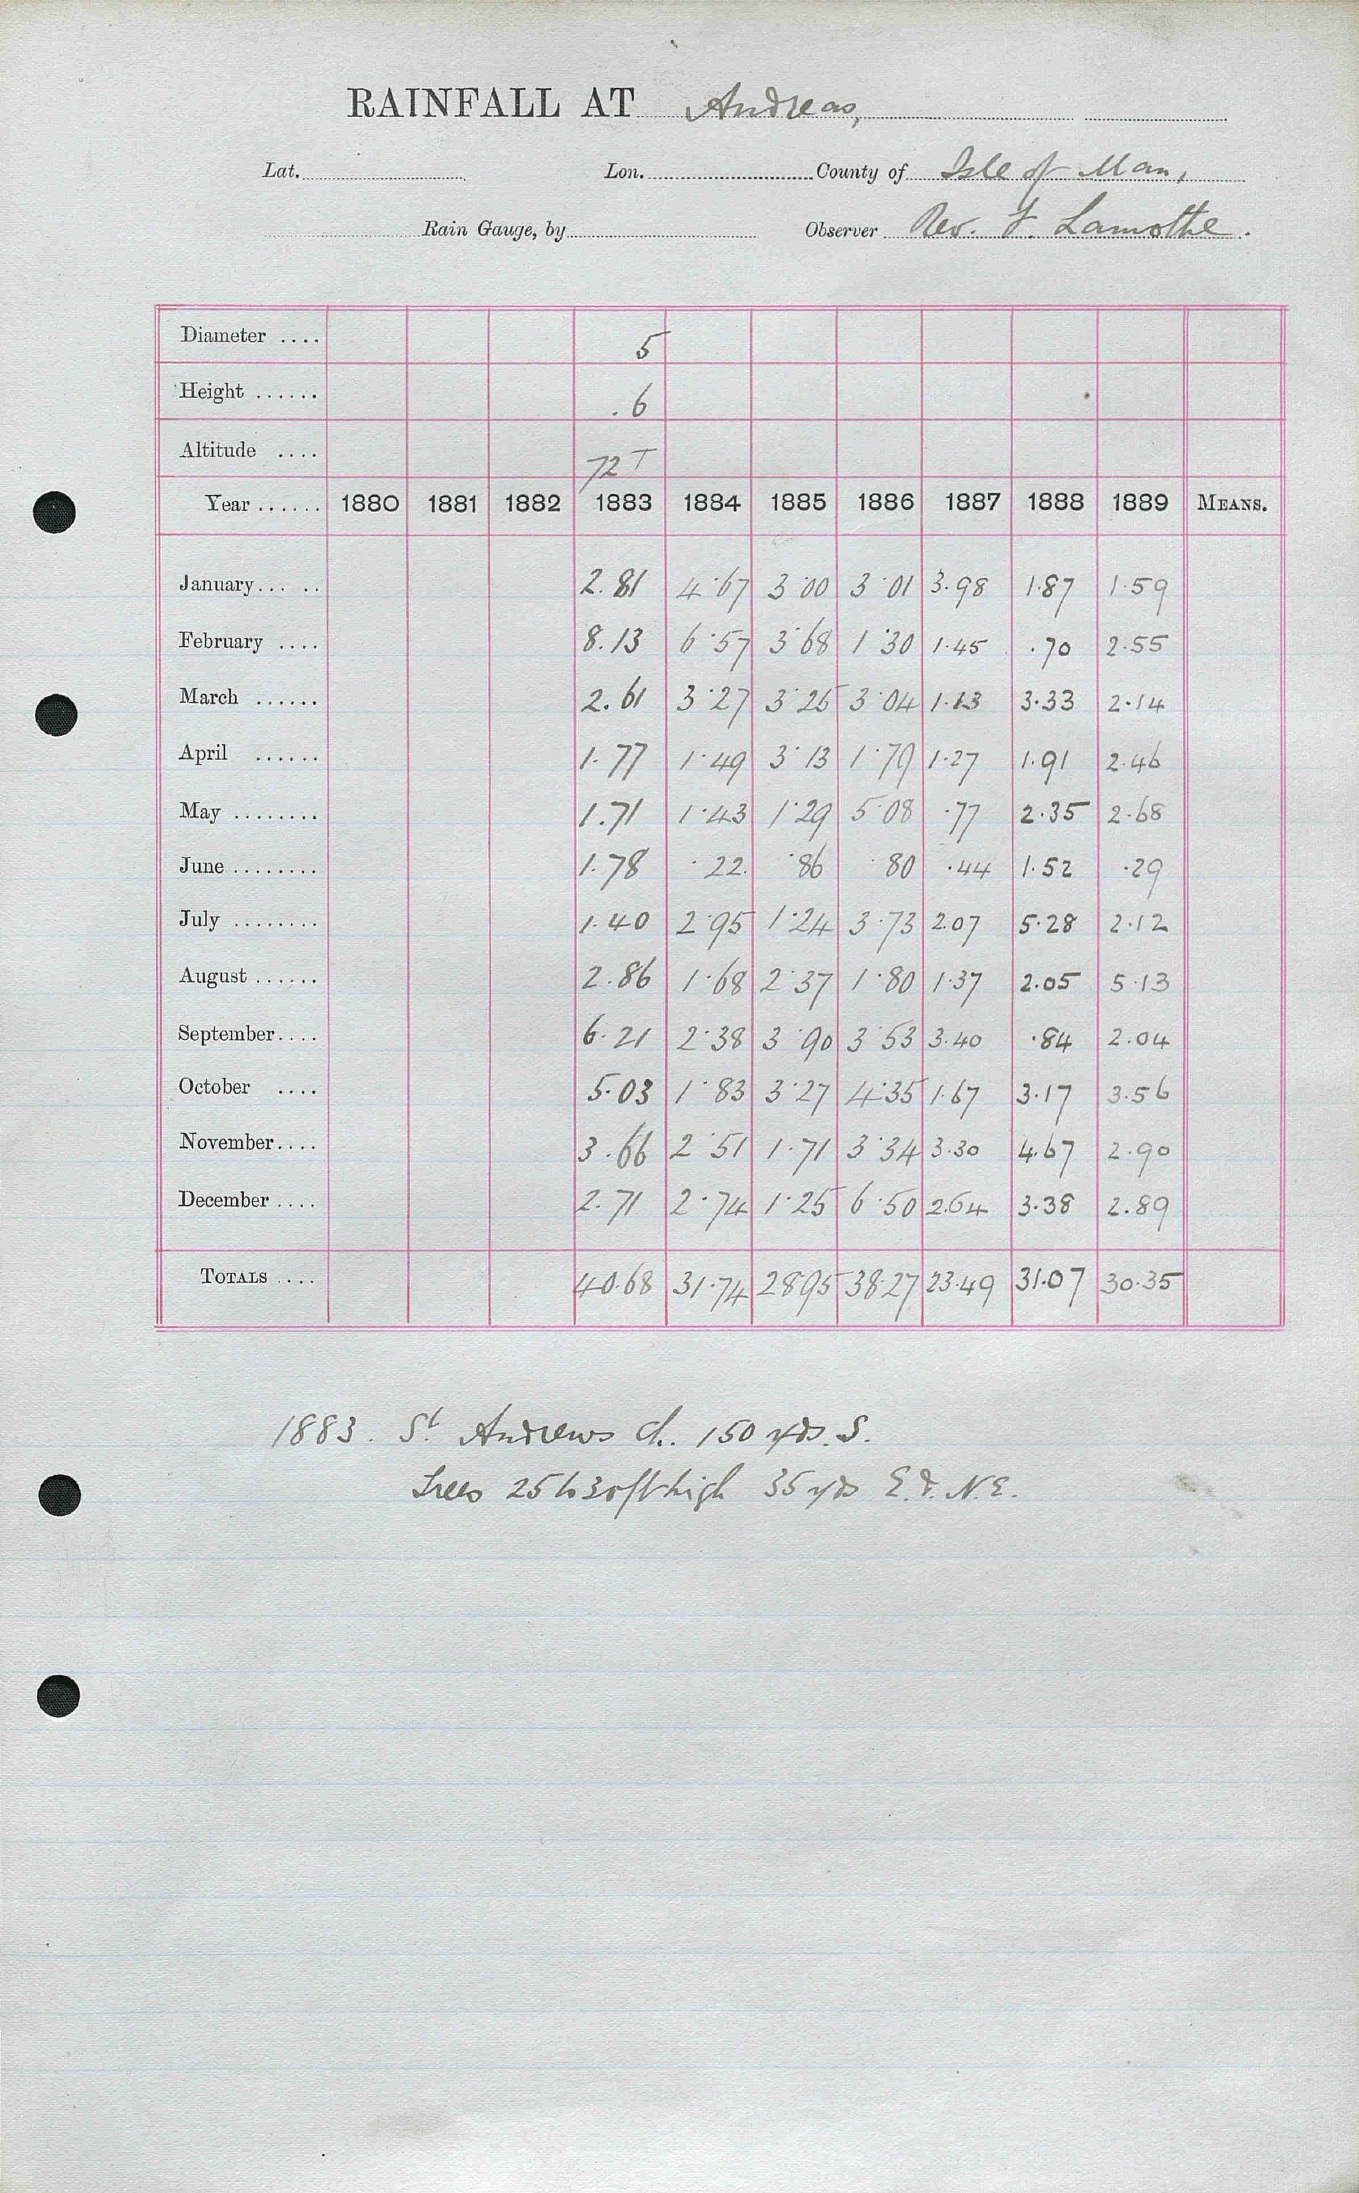 RAINFALL AT Andreas,
Lat. Lon. County of Isle of Man,
Rain Gauge, by Observer Rev. F. Lamothe.
Diameter .... 5
Height ...... .6
Altitude .... 72 T
Year ...... 1880 1881 1882 1883 1884 1885 1886 1887 1888 1889 MEANS.
January... .. 2.81 4.67 3.00 3.01 3.98 1.87 1.59
February .... 8.13 6.57 3.68 1.30 1.45 .70 2.55
March ...... 2.61 3.27 3.25 3.04 1.13 3.33 2.14
April ...... 1.77 1.49 3.13 1.79 1.27 1.91 2.46
May ........ 1.71 1.43 1.29 5.08 .77 2.35 2.68
June ........ 1.78 .22 .86 .80 .44 1.52 .29
July ........ 1.40 2.95 1.24 3.73 2.07 5.28 2.12
August ...... 2.86 1.68 2.37 1.80 1.37 2.05 5.13
September.... 6.21 2.38 3.90 3.53 3.40 .84 2.04
October .... 5.03 1.83 3.27 4.35 1.67 3.17 3.56
November.... 3.66 2.51 1.71 3.34 3.30 4.67 2.90
December .... 2.71 2.74 1.25 6.50 2.64 3.38 2.89
TOTALS .... 40.68 31.74 28.95 38.27 23.49 31.07 30.35
1883. St. Andrews Ch. 150 yds. S.
Trees 25 to 30 ft high 35 yds E. & N.E.